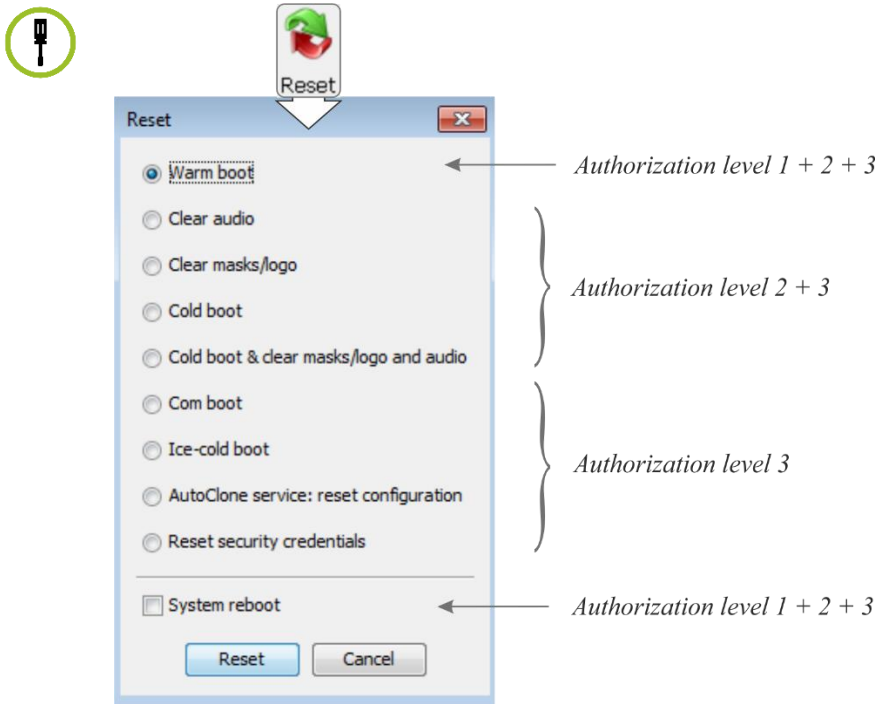 Reset
Reset
Warm boot
Authorization level 1 + 2 + 3
Clear audio
Clear masks/logo
Authorization level 2 + 3
Cold boot
Cold boot & clear masks/logo and audio
Com boot
Ice-cold boot
Authorization level 3
AutoClone service: reset configuration
Reset security credentials
System reboot
Authorization level 1 + 2 + 3
Reset
Cancel